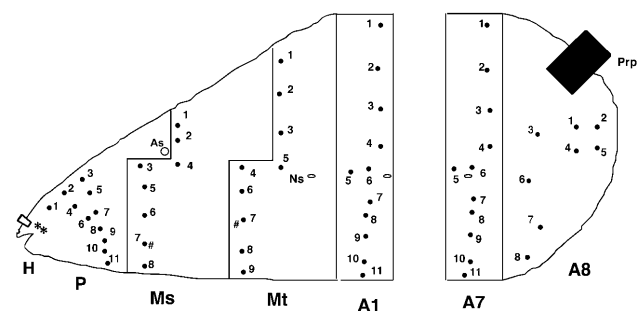 1 1 1
Prp
1 2 2
2 2
1 2
As 2 3 3 3
3 3 4 5 4 4 4 5
3 4 6 5 5 6
2 5 5 Ns 6
1 4 7 6 6 7 7
6 8 9 # 7 8 8
** 7 # 9 9 7
10 8 10 10
11 8 9 11 11 8
H P Ms Mt A1 A7 A8